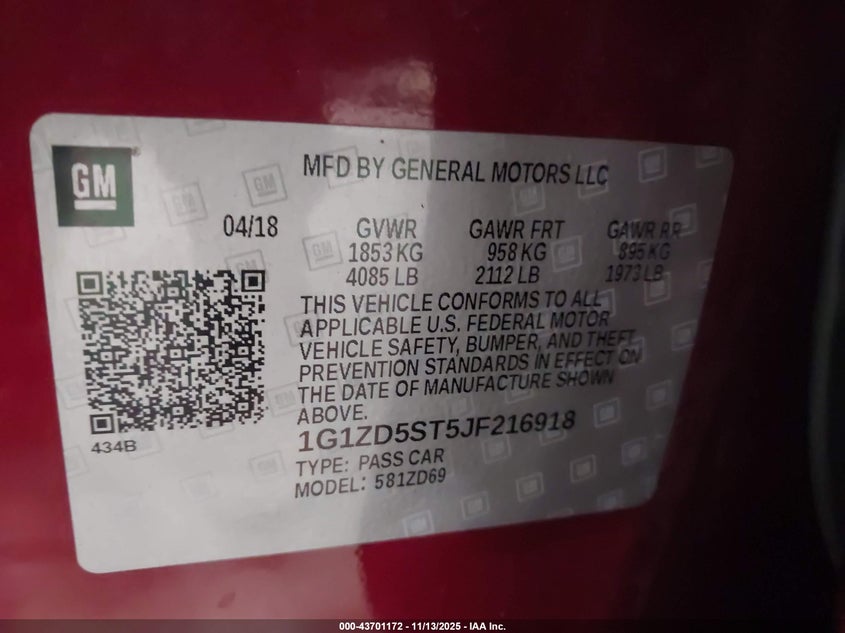 GM
MFD BY GENERAL MOTORS LLC
04/18 GVWR GAWR FRT GAWR RR
1853 KG 958 KG 895 KG
4085 LB 2112 LB 1973 LB
THIS VEHICLE CONFORMS TO ALL
APPLICABLE U.S. FEDERAL MOTOR
VEHICLE SAFETY, BUMPER, AND THEFT
PREVENTION STANDARDS IN EFFECT ON
THE DATE OF MANUFACTURE SHOWN
ABOVE.
434B
1G1ZD5ST5JF216918
TYPE: PASS CAR
MODEL: 581ZD69
000-43701172 - 11/13/2025 - IAA Inc.